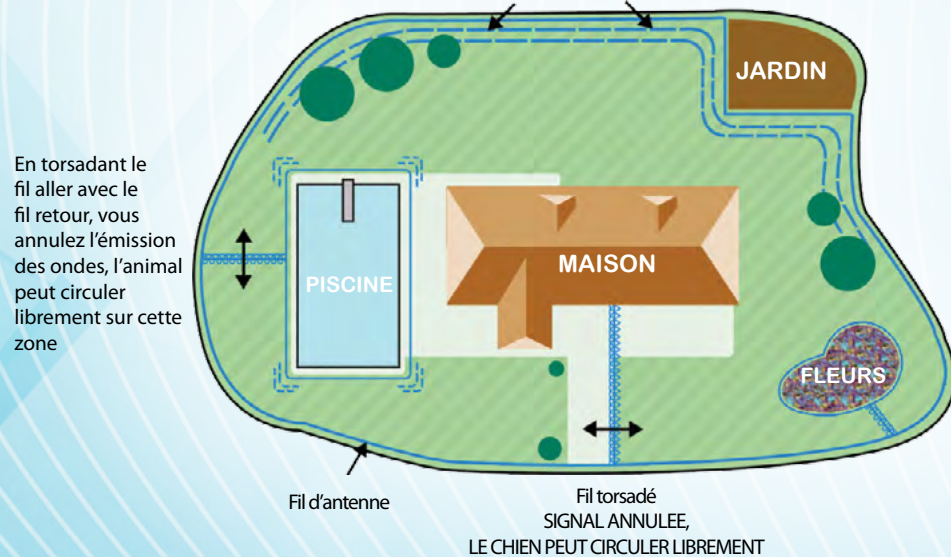 JARDIN
En torsadant le
fil aller avec le
fil retour, vous
annulez l'émission
des ondes, l'animal
peut circuler
librement sur cette
zone
PISCINE
MAISON
FLEURS
Fil d'antenne
Fil torsadé
SIGNAL ANNULEE,
LE CHIEN PEUT CIRCULER LIBREMENT